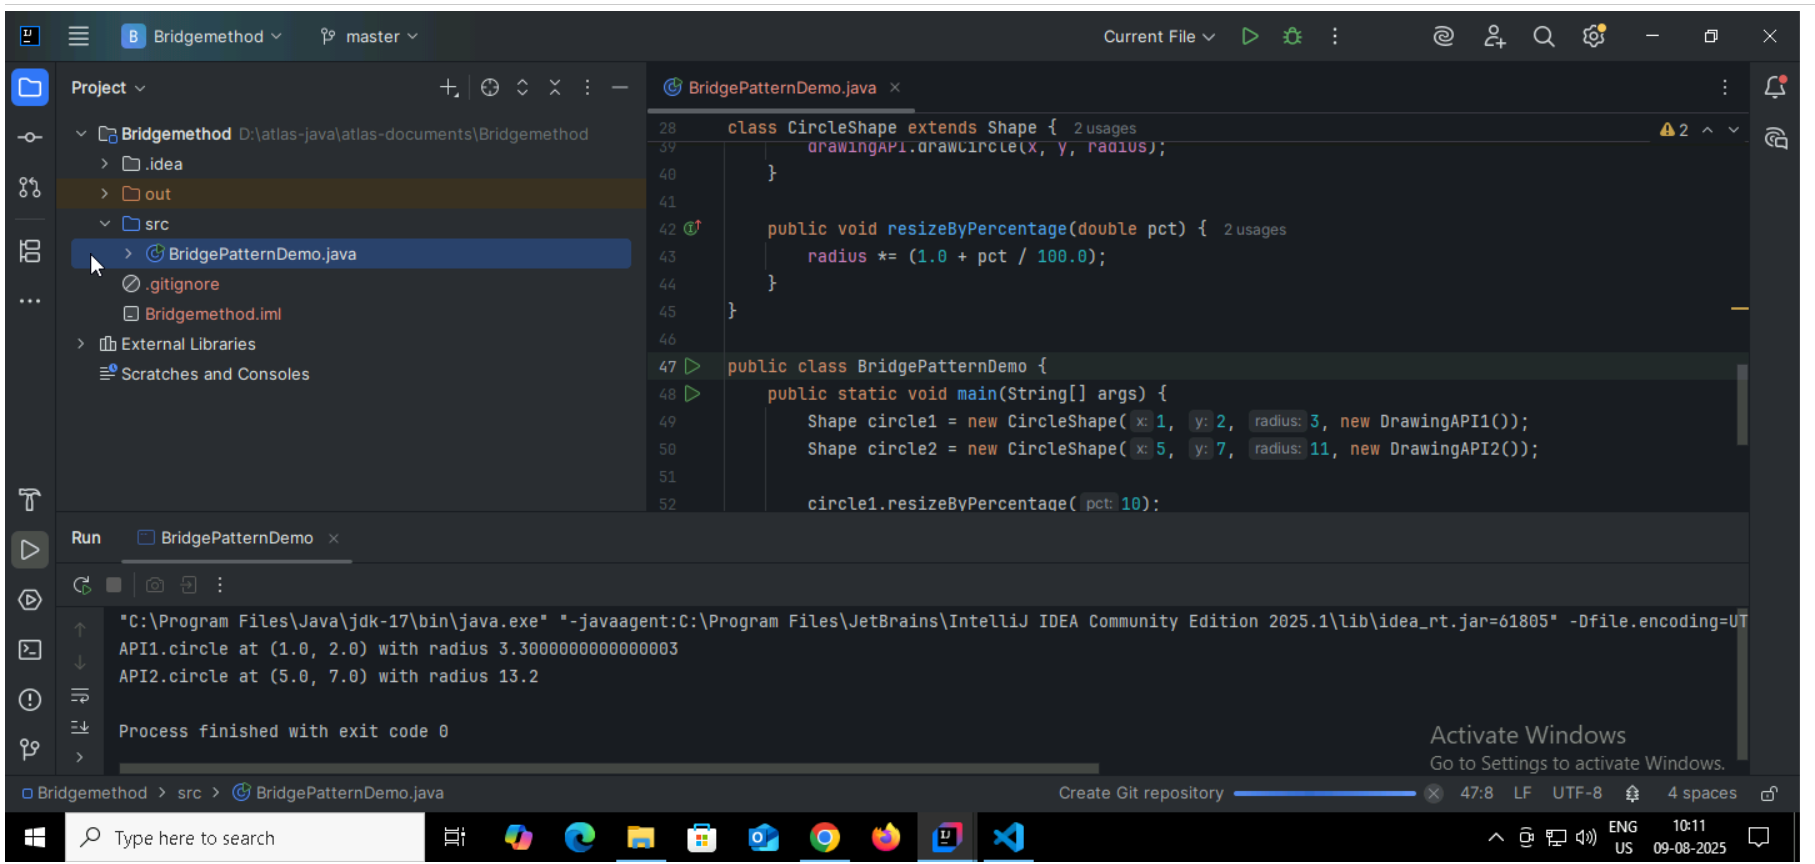 IJ B Bridgemethod master Current File
Project
BridgePatternDemo.java
Bridgemethod D:\atlas-java\atlas-documents\Bridgemethod
.idea
out
src
BridgePatternDemo.java
.gitignore
Bridgemethod.iml
External Libraries
Scratches and Consoles
28 class CircleShape extends Shape { 2 usages
2
39 drawingAPI.drawCircle(x, y, radius);
40 }
41
42 public void resizeByPercentage(double pct) { 2 usages
43 radius *= (1.0 + pct / 100.0);
44 }
45 }
46
47 public class BridgePatternDemo {
48 public static void main(String[] args) {
49 Shape circle1 = new CircleShape( x: 1, y: 2, radius: 3, new DrawingAPI1());
50 Shape circle2 = new CircleShape( x: 5, y: 7, radius: 11, new DrawingAPI2());
51
52 circle1.resizeByPercentage( pct: 10);
Run BridgePatternDemo
"C:\Program Files\Java\jdk-17\bin\java.exe" "-javaagent:C:\Program Files\JetBrains\IntelliJ IDEA Community Edition 2025.1\lib\idea_rt.jar=61805" -Dfile.encoding=UT
API1.circle at (1.0, 2.0) with radius 3.3000000000000003
API2.circle at (5.0, 7.0) with radius 13.2
Process finished with exit code 0
Activate Windows
Go to Settings to activate Windows.
Bridgemethod > src > BridgePatternDemo.java
Create Git repository 47:8 LF UTF-8 4 spaces
Type here to search
ENG
US
10:11
09-08-2025